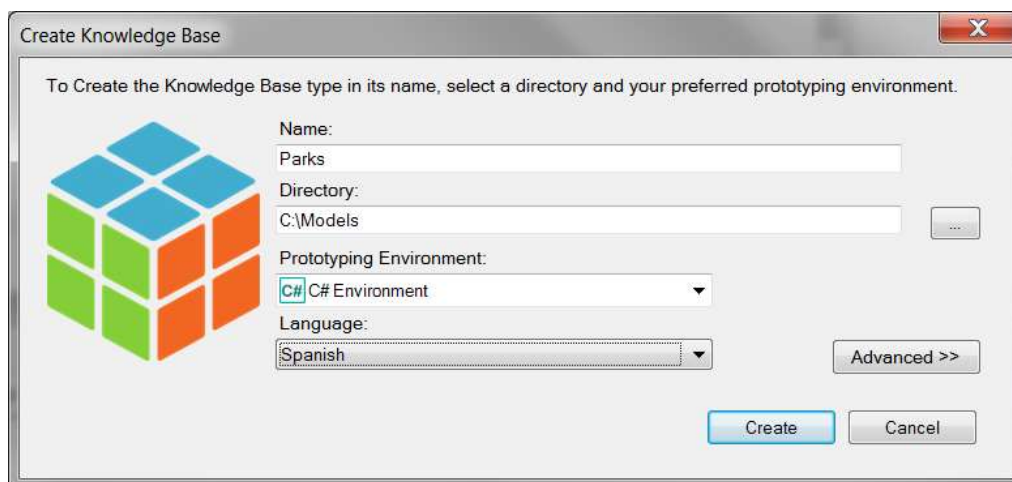 Create Knowledge Base
X
To Create the Knowledge Base type in its name, select a directory and your preferred prototyping environment.
Name:
Parks
Directory:
C:\Models
...
Prototyping Environment:
C# C# Environment
Language:
Spanish
Advanced >>
Create
Cancel